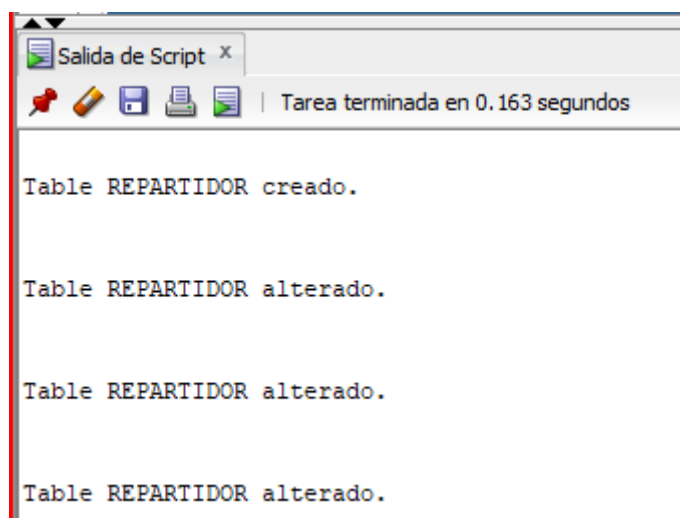 Salida de Script x
Tarea terminada en 0.163 segundos
Table REPARTIDOR creado.
Table REPARTIDOR alterado.
Table REPARTIDOR alterado.
Table REPARTIDOR alterado.